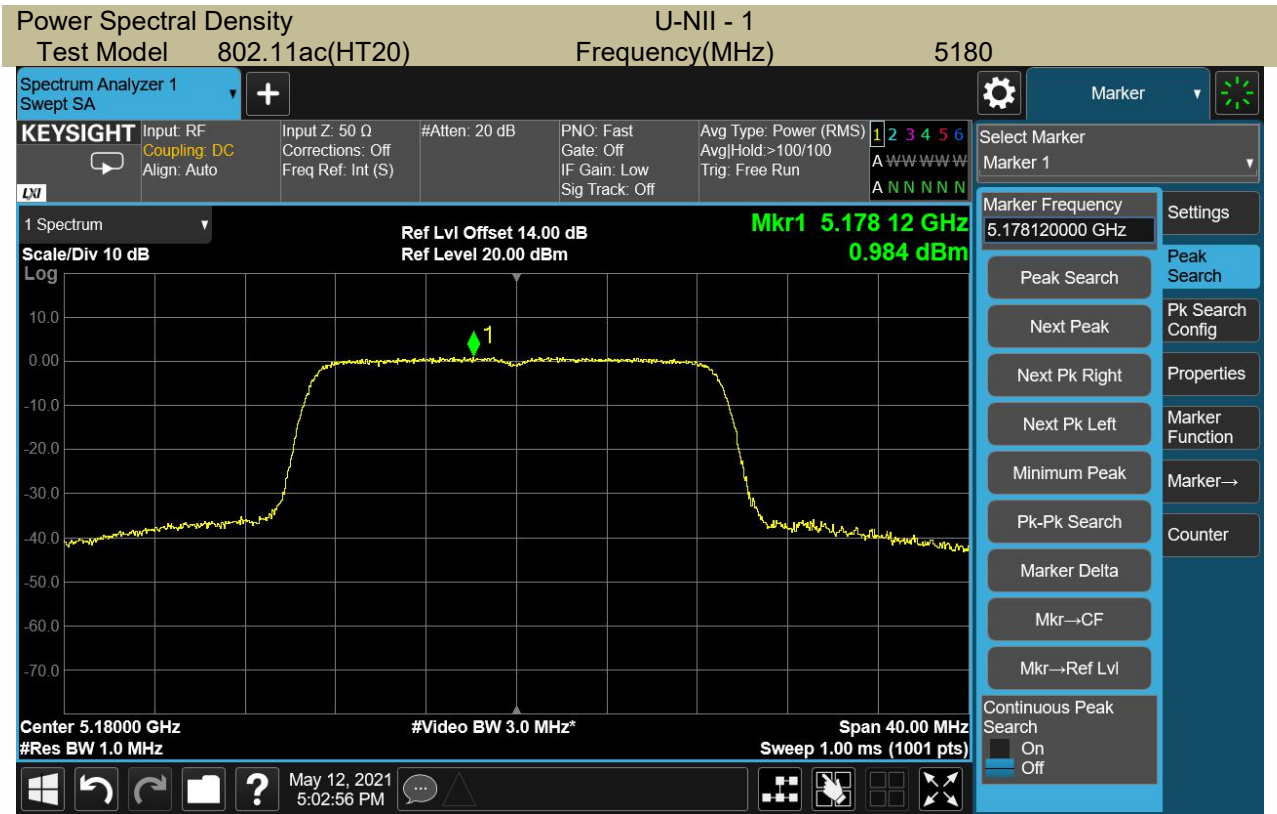 Power Spectral Density U-NII - 1
Test Model 802.11ac(HT20) Frequency(MHz) 5180
Spectrum Analyzer 1
Swept SA
Marker
KEYSIGHT
LXI
Input: RF
Coupling: DC
Align: Auto
Input Z: 50 Ω
Corrections: Off
Freq Ref: Int (S)
#Atten: 20 dB
PNO: Fast
Gate: Off
IF Gain: Low
Sig Track: Off
Avg Type: Power (RMS)
Avg|Hold:>100/100
Trig: Free Run
1 2 3 4 5 6
A W W W W W
A N N N N N
Select Marker
Marker 1
1 Spectrum
Scale/Div 10 dB
Log
Ref Lvl Offset 14.00 dB
Ref Level 20.00 dBm
Mkr1 5.178 12 GHz
0.984 dBm
1
10.0
0.00
-10.0
-20.0
-30.0
-40.0
-50.0
-60.0
-70.0
Center 5.18000 GHz
#Res BW 1.0 MHz
#Video BW 3.0 MHz*
Span 40.00 MHz
Sweep 1.00 ms (1001 pts)
Marker Frequency
5.178120000 GHz
Peak Search
Next Peak
Next Pk Right
Next Pk Left
Minimum Peak
Pk-Pk Search
Marker Delta
Mkr→CF
Mkr→Ref Lvl
Continuous Peak
Search
On
Off
Settings
Peak
Search
Pk Search
Config
Properties
Marker
Function
Marker→
Counter
?
May 12, 2021
5:02:56 PM